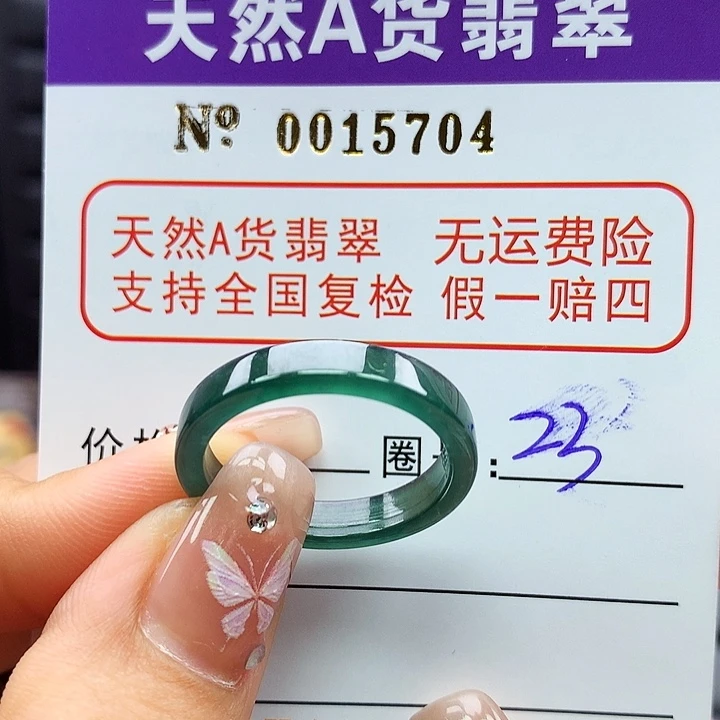 天然A货翡翠
No. 0015704
天然A货翡翠 无运费险
支持全国复检 假一赔四
价 圈 : 23